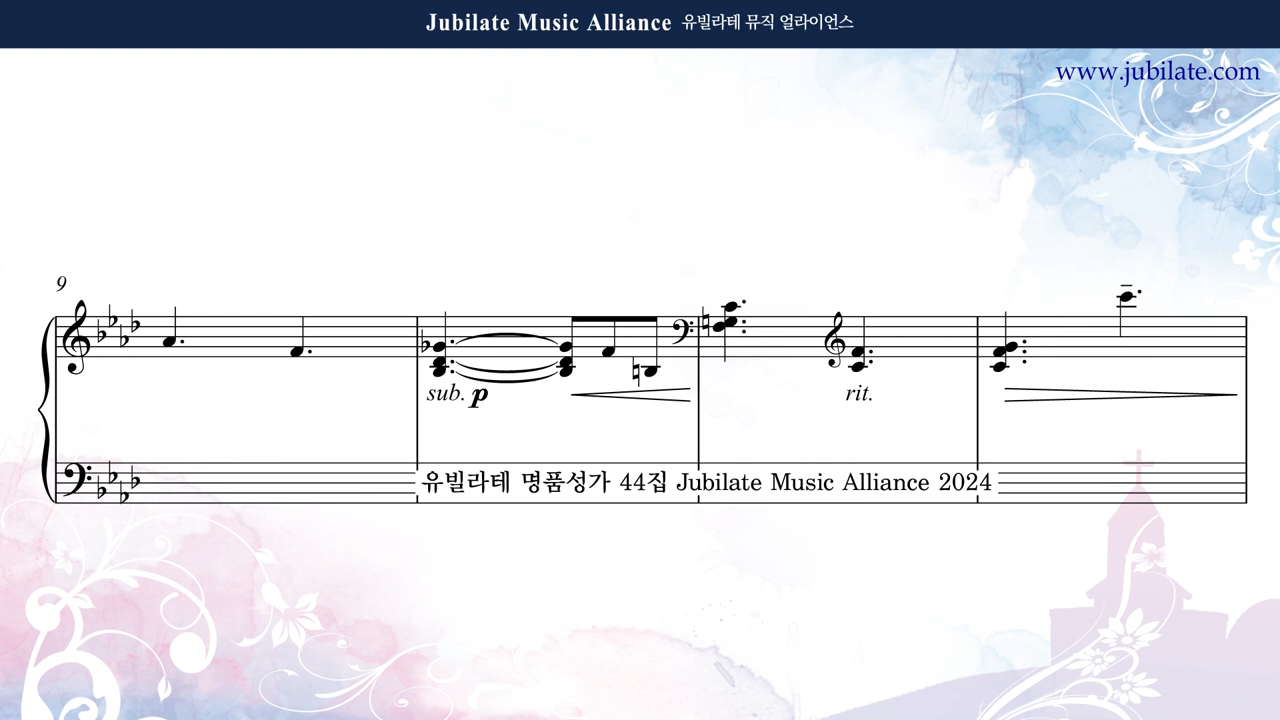 Jubilate Music Alliance 유빌라테 뮤직 얼라이언스
www.jubilate.com
9
sub. p
rit.
유빌라테 명품성가 44집 Jubilate Music Alliance 2024